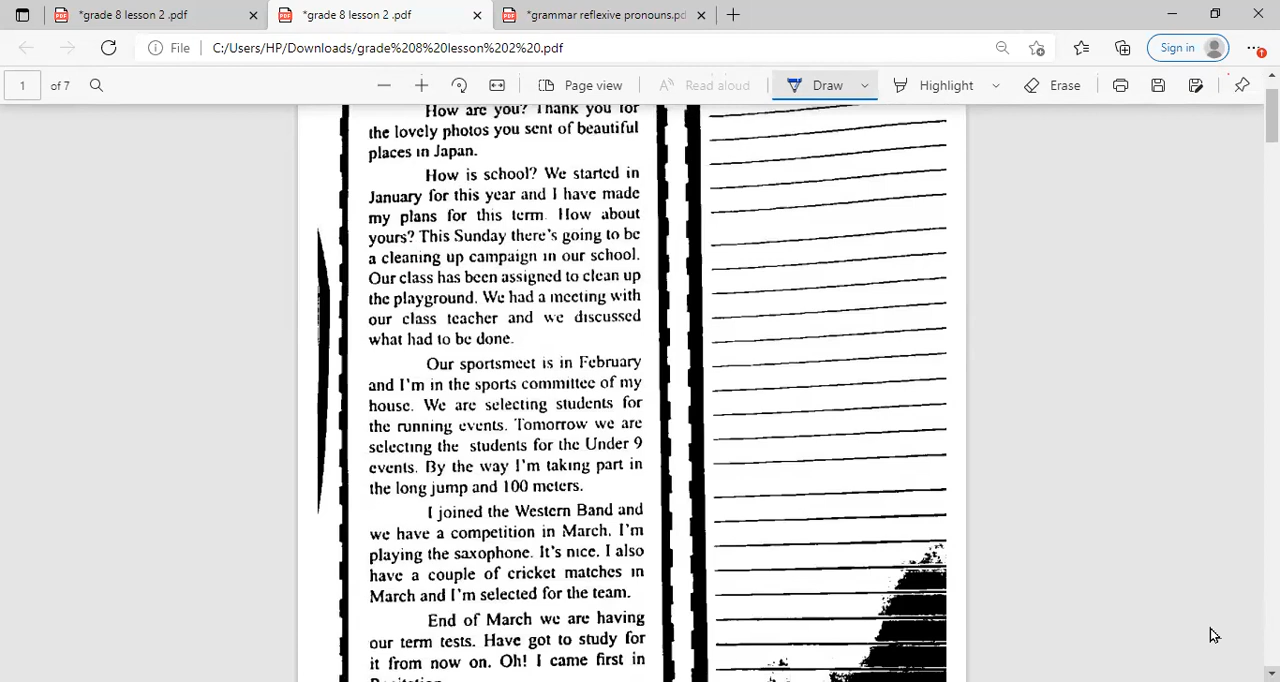 *grade 8 lesson 2 .pdf
*grade 8 lesson 2 .pdf
*grammar reflexive pronouns.pd
File
C:/Users/HP/Downloads/grade%208%20lesson%202%20.pdf
Sign in
1 of 7
Page view
Read aloud
Draw
Highlight
Erase
How are you? Thank you for
the lovely photos you sent of beautiful
places in Japan.
How is school? We started in
January for this year and I have made
my plans for this term. How about
yours? This Sunday there's going to be
a cleaning up campaign in our school.
Our class has been assigned to clean up
the playground. We had a meeting with
our class teacher and we discussed
what had to be done.
Our sportsmeet is in February
and I'm in the sports committee of my
house. We are selecting students for
the running events. Tomorrow we are
selecting the students for the Under 9
events. By the way I'm taking part in
the long jump and 100 meters.
I joined the Western Band and
we have a competition in March. I'm
playing the saxophone. It's nice. I also
have a couple of cricket matches in
March and I'm selected for the team.
End of March we are having
our term tests. Have got to study for
it from now on. Oh! I came first in
Recitation